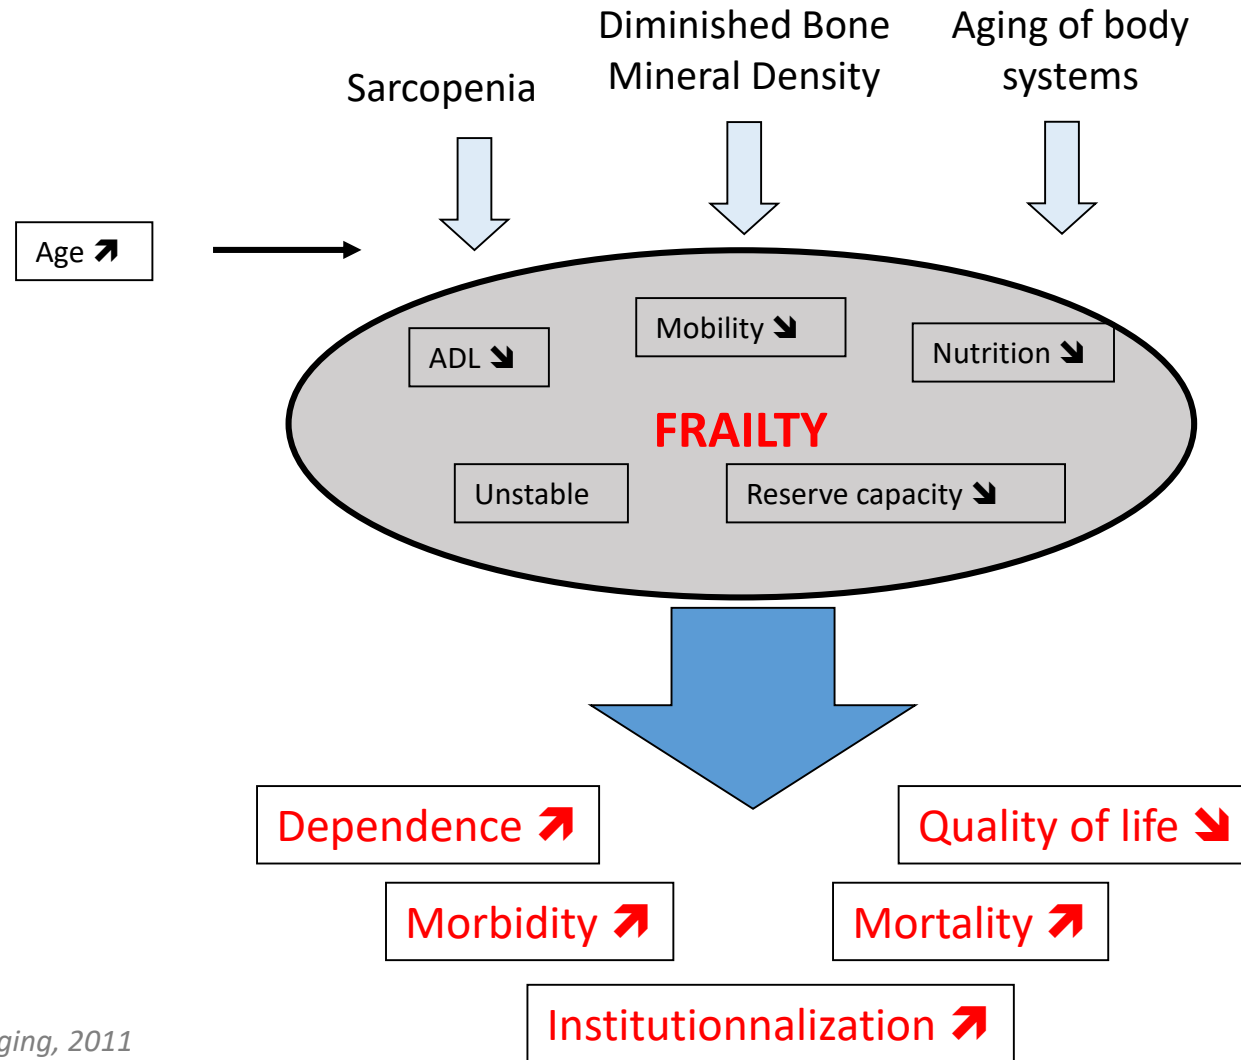 Diminished Bone
Mineral Density
Aging of body
systems
Sarcopenia
Age ↗
Mobility ↘
ADL ↘
Nutrition ↘
FRAILTY
Unstable
Reserve capacity ↘
Dependence ↗
Quality of life ↘
Morbidity ↗
Mortality ↗
Institutionnalization ↗
ging, 2011